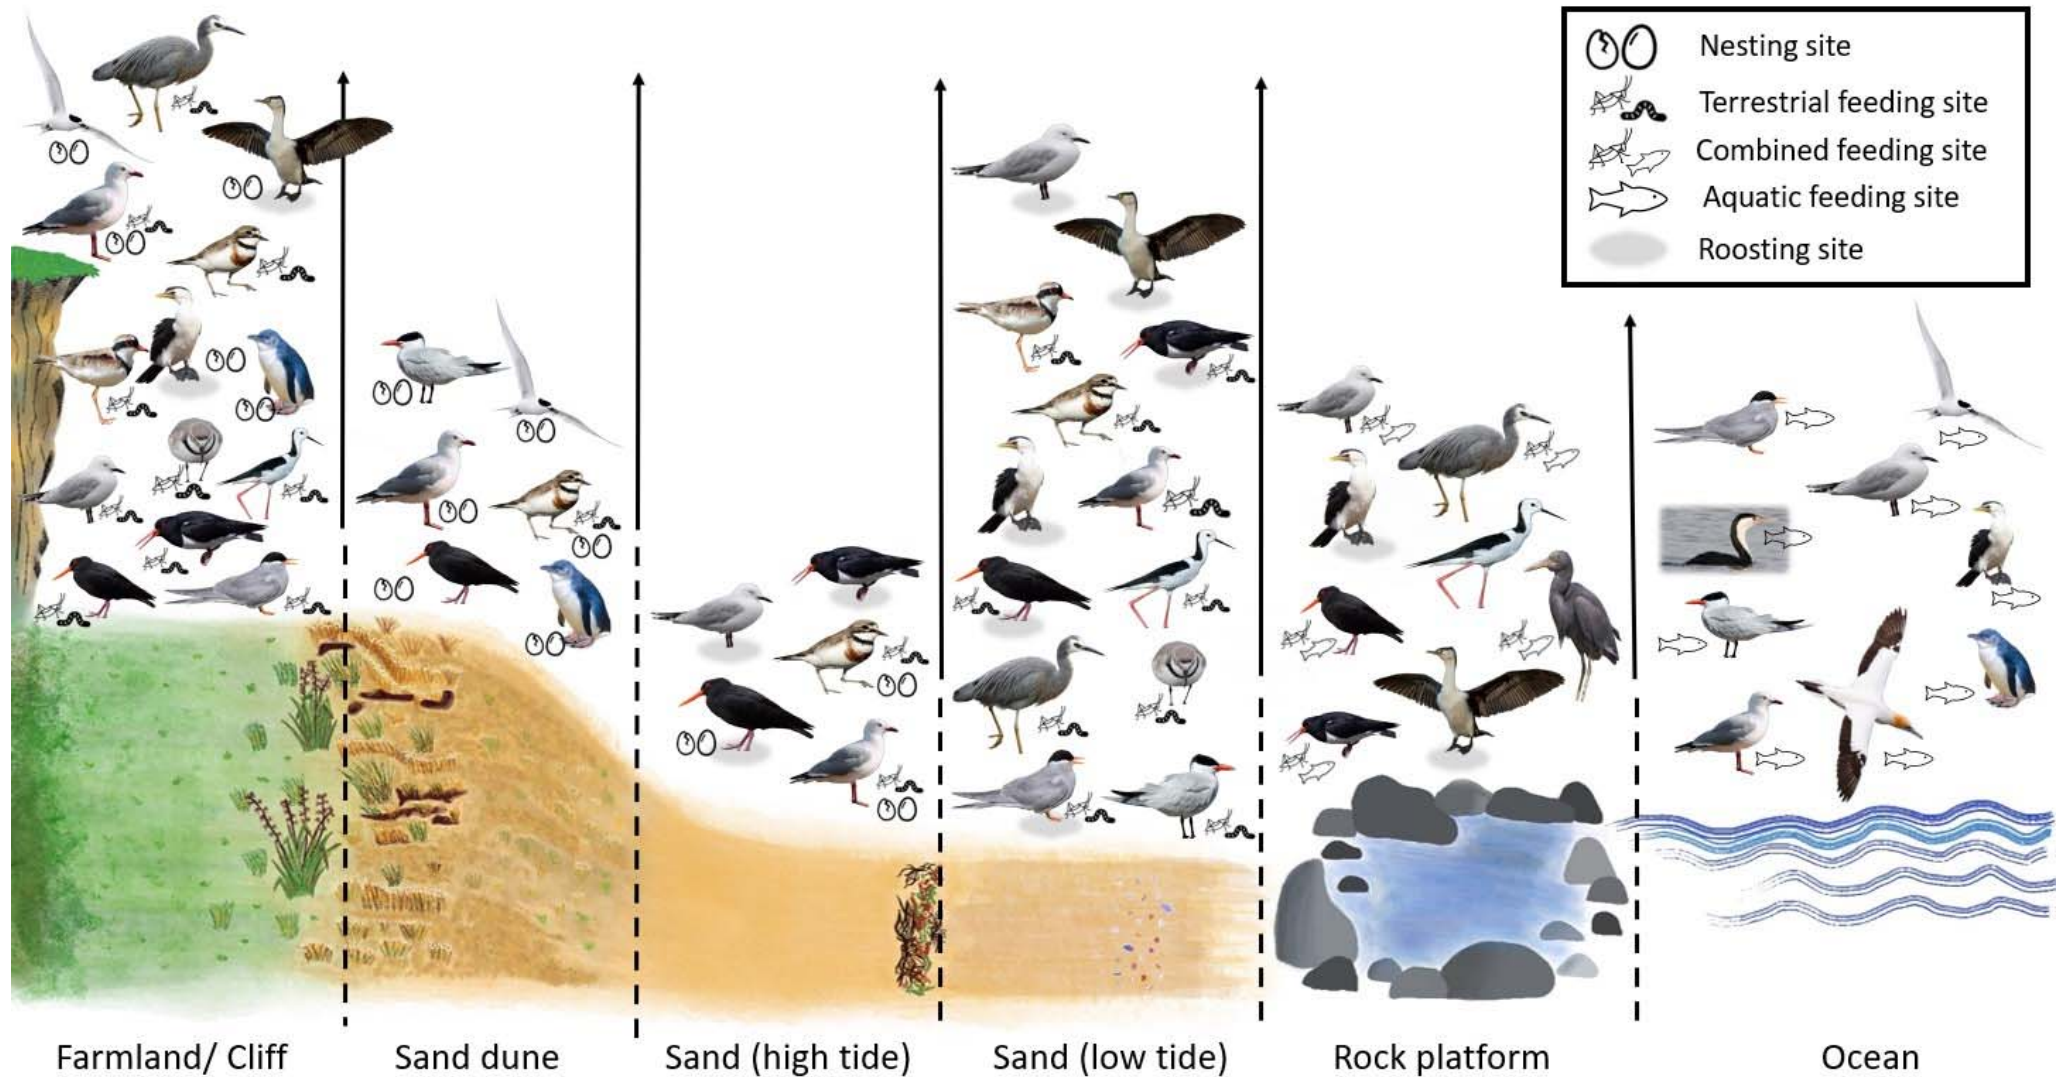 Nesting site
Terrestrial feeding site
Combined feeding site
Aquatic feeding site
Roosting site
Farmland/ Cliff
Sand dune
Sand (high tide)
Sand (low tide)
Rock platform
Ocean